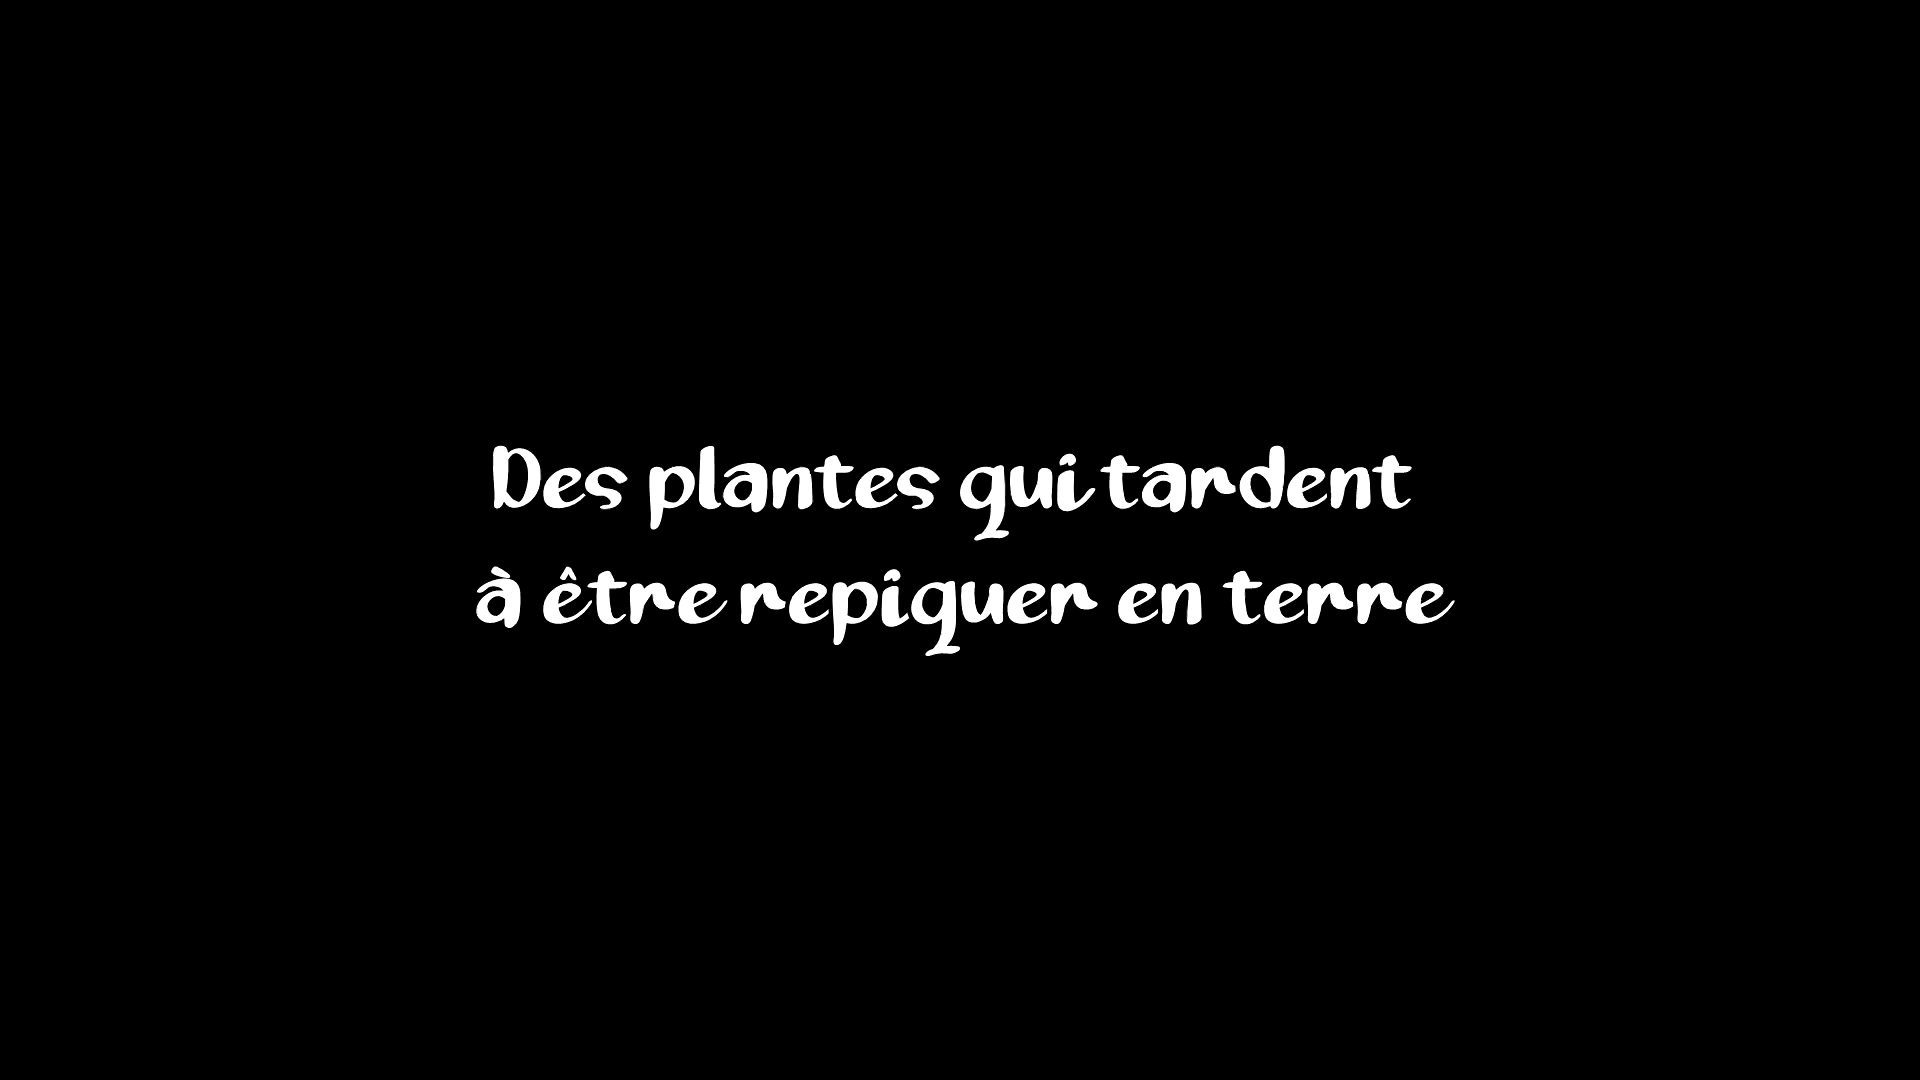 Des plantes qui tardent
à être repiquer en terre